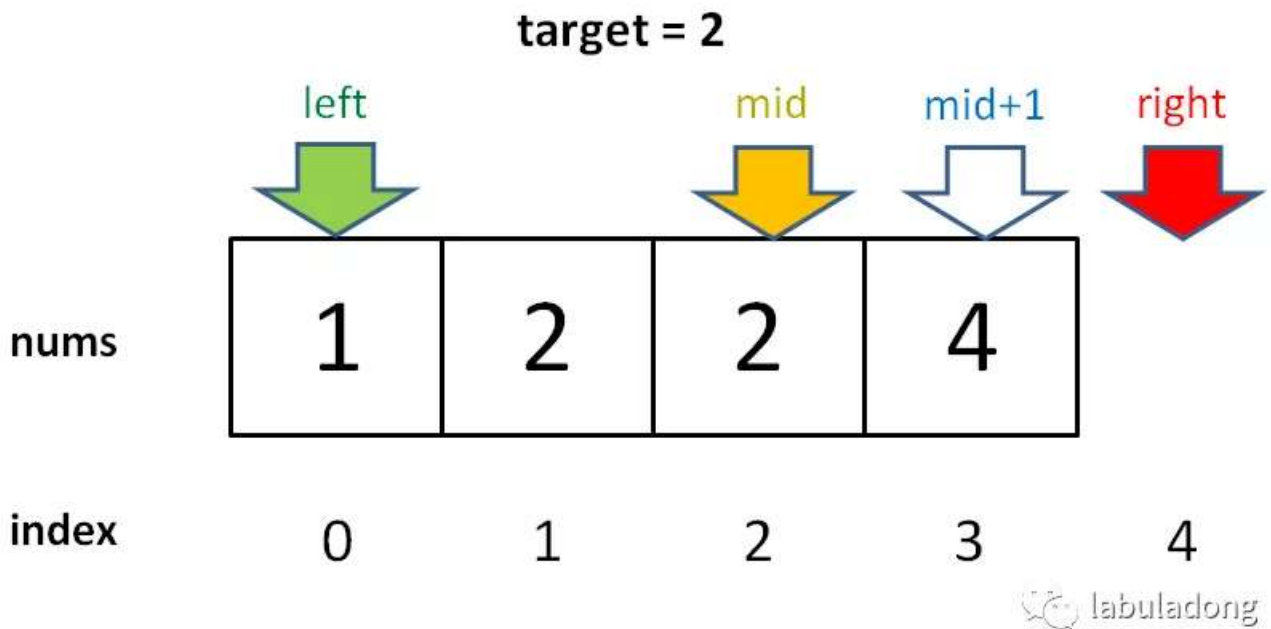 target = 2
left mid mid+1 right
nums 1 2 2 4
index 0 1 2 3 4
labuladong